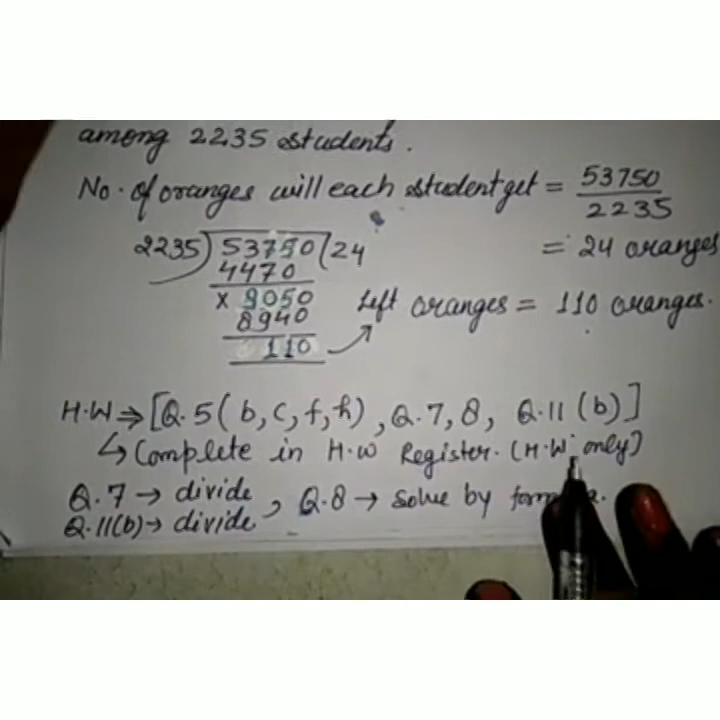 among 2235 students.
No. of oranges will each student get = 53750
2235
2235)53750(24
= 24 oranges
4470
x 9050
Left oranges = 110 oranges.
8940
110
H.W⇒[Q.5(b,c,f,h), Q.7,8, Q.11(b)]
↳ Complete in H.W Register. (H.W. only)
Q.7→ divide, Q.8→ solve by
Q.11(b)→ divide